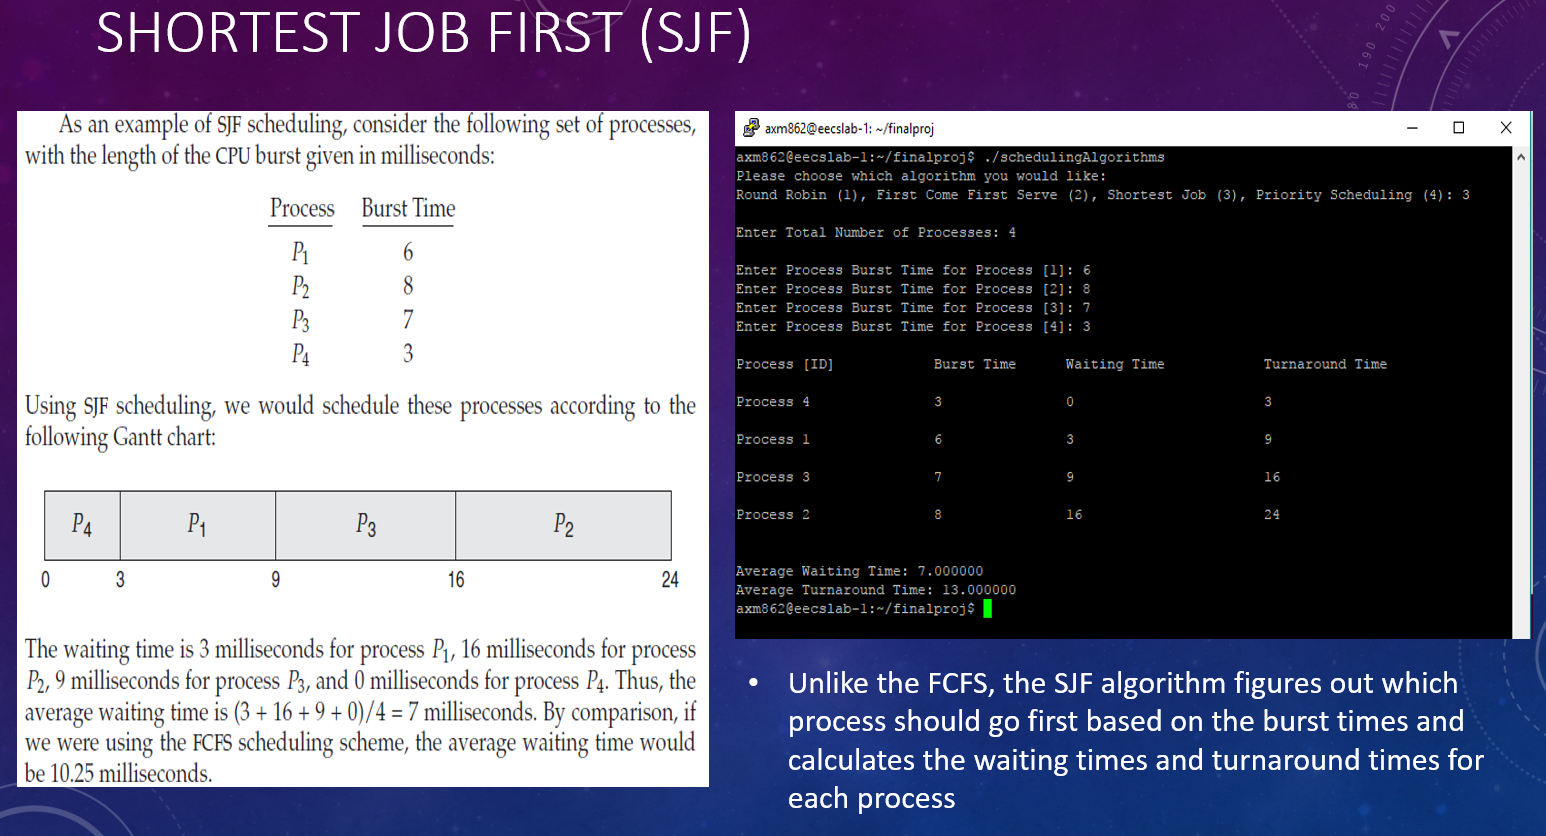 SHORTEST JOB FIRST (SJF)
As an example of SJF scheduling, consider the following set of processes,
with the length of the CPU burst given in milliseconds:
Process Burst Time
P1 6
P2 8
P3 7
P4 3
Using SJF scheduling, we would schedule these processes according to the
following Gantt chart:
P4 P1 P3 P2
0 3 9 16 24
The waiting time is 3 milliseconds for process P1, 16 milliseconds for process
P2, 9 milliseconds for process P3, and 0 milliseconds for process P4. Thus, the
average waiting time is (3 + 16 + 9 + 0)/4 = 7 milliseconds. By comparison, if
we were using the FCFS scheduling scheme, the average waiting time would
be 10.25 milliseconds.
axm862@eecslab-1: ~/finalproj
axm862@eecslab-1:~/finalproj$ ./schedulingAlgorithms
Please choose which algorithm you would like:
Round Robin (1), First Come First Serve (2), Shortest Job (3), Priority Scheduling (4): 3
Enter Total Number of Processes: 4
Enter Process Burst Time for Process [1]: 6
Enter Process Burst Time for Process [2]: 8
Enter Process Burst Time for Process [3]: 7
Enter Process Burst Time for Process [4]: 3
Process [ID] Burst Time Waiting Time Turnaround Time
Process 4 3 0 3
Process 1 6 3 9
Process 3 7 9 16
Process 2 8 16 24
Average Waiting Time: 7.000000
Average Turnaround Time: 13.000000
axm862@eecslab-1:~/finalproj$
• Unlike the FCFS, the SJF algorithm figures out which
process should go first based on the burst times and
calculates the waiting times and turnaround times for
each process
190 200